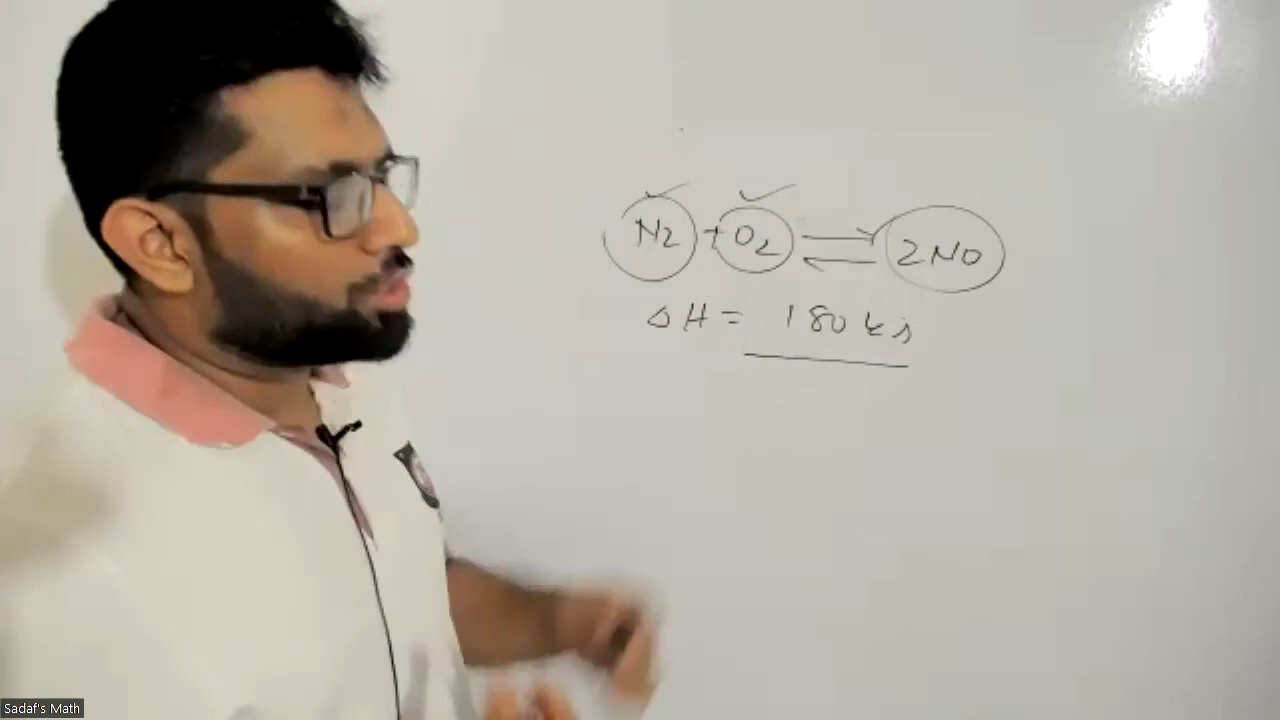 N2 + O2 ⇌ 2NO
ΔH = 180 kJ
Sadaf's Math